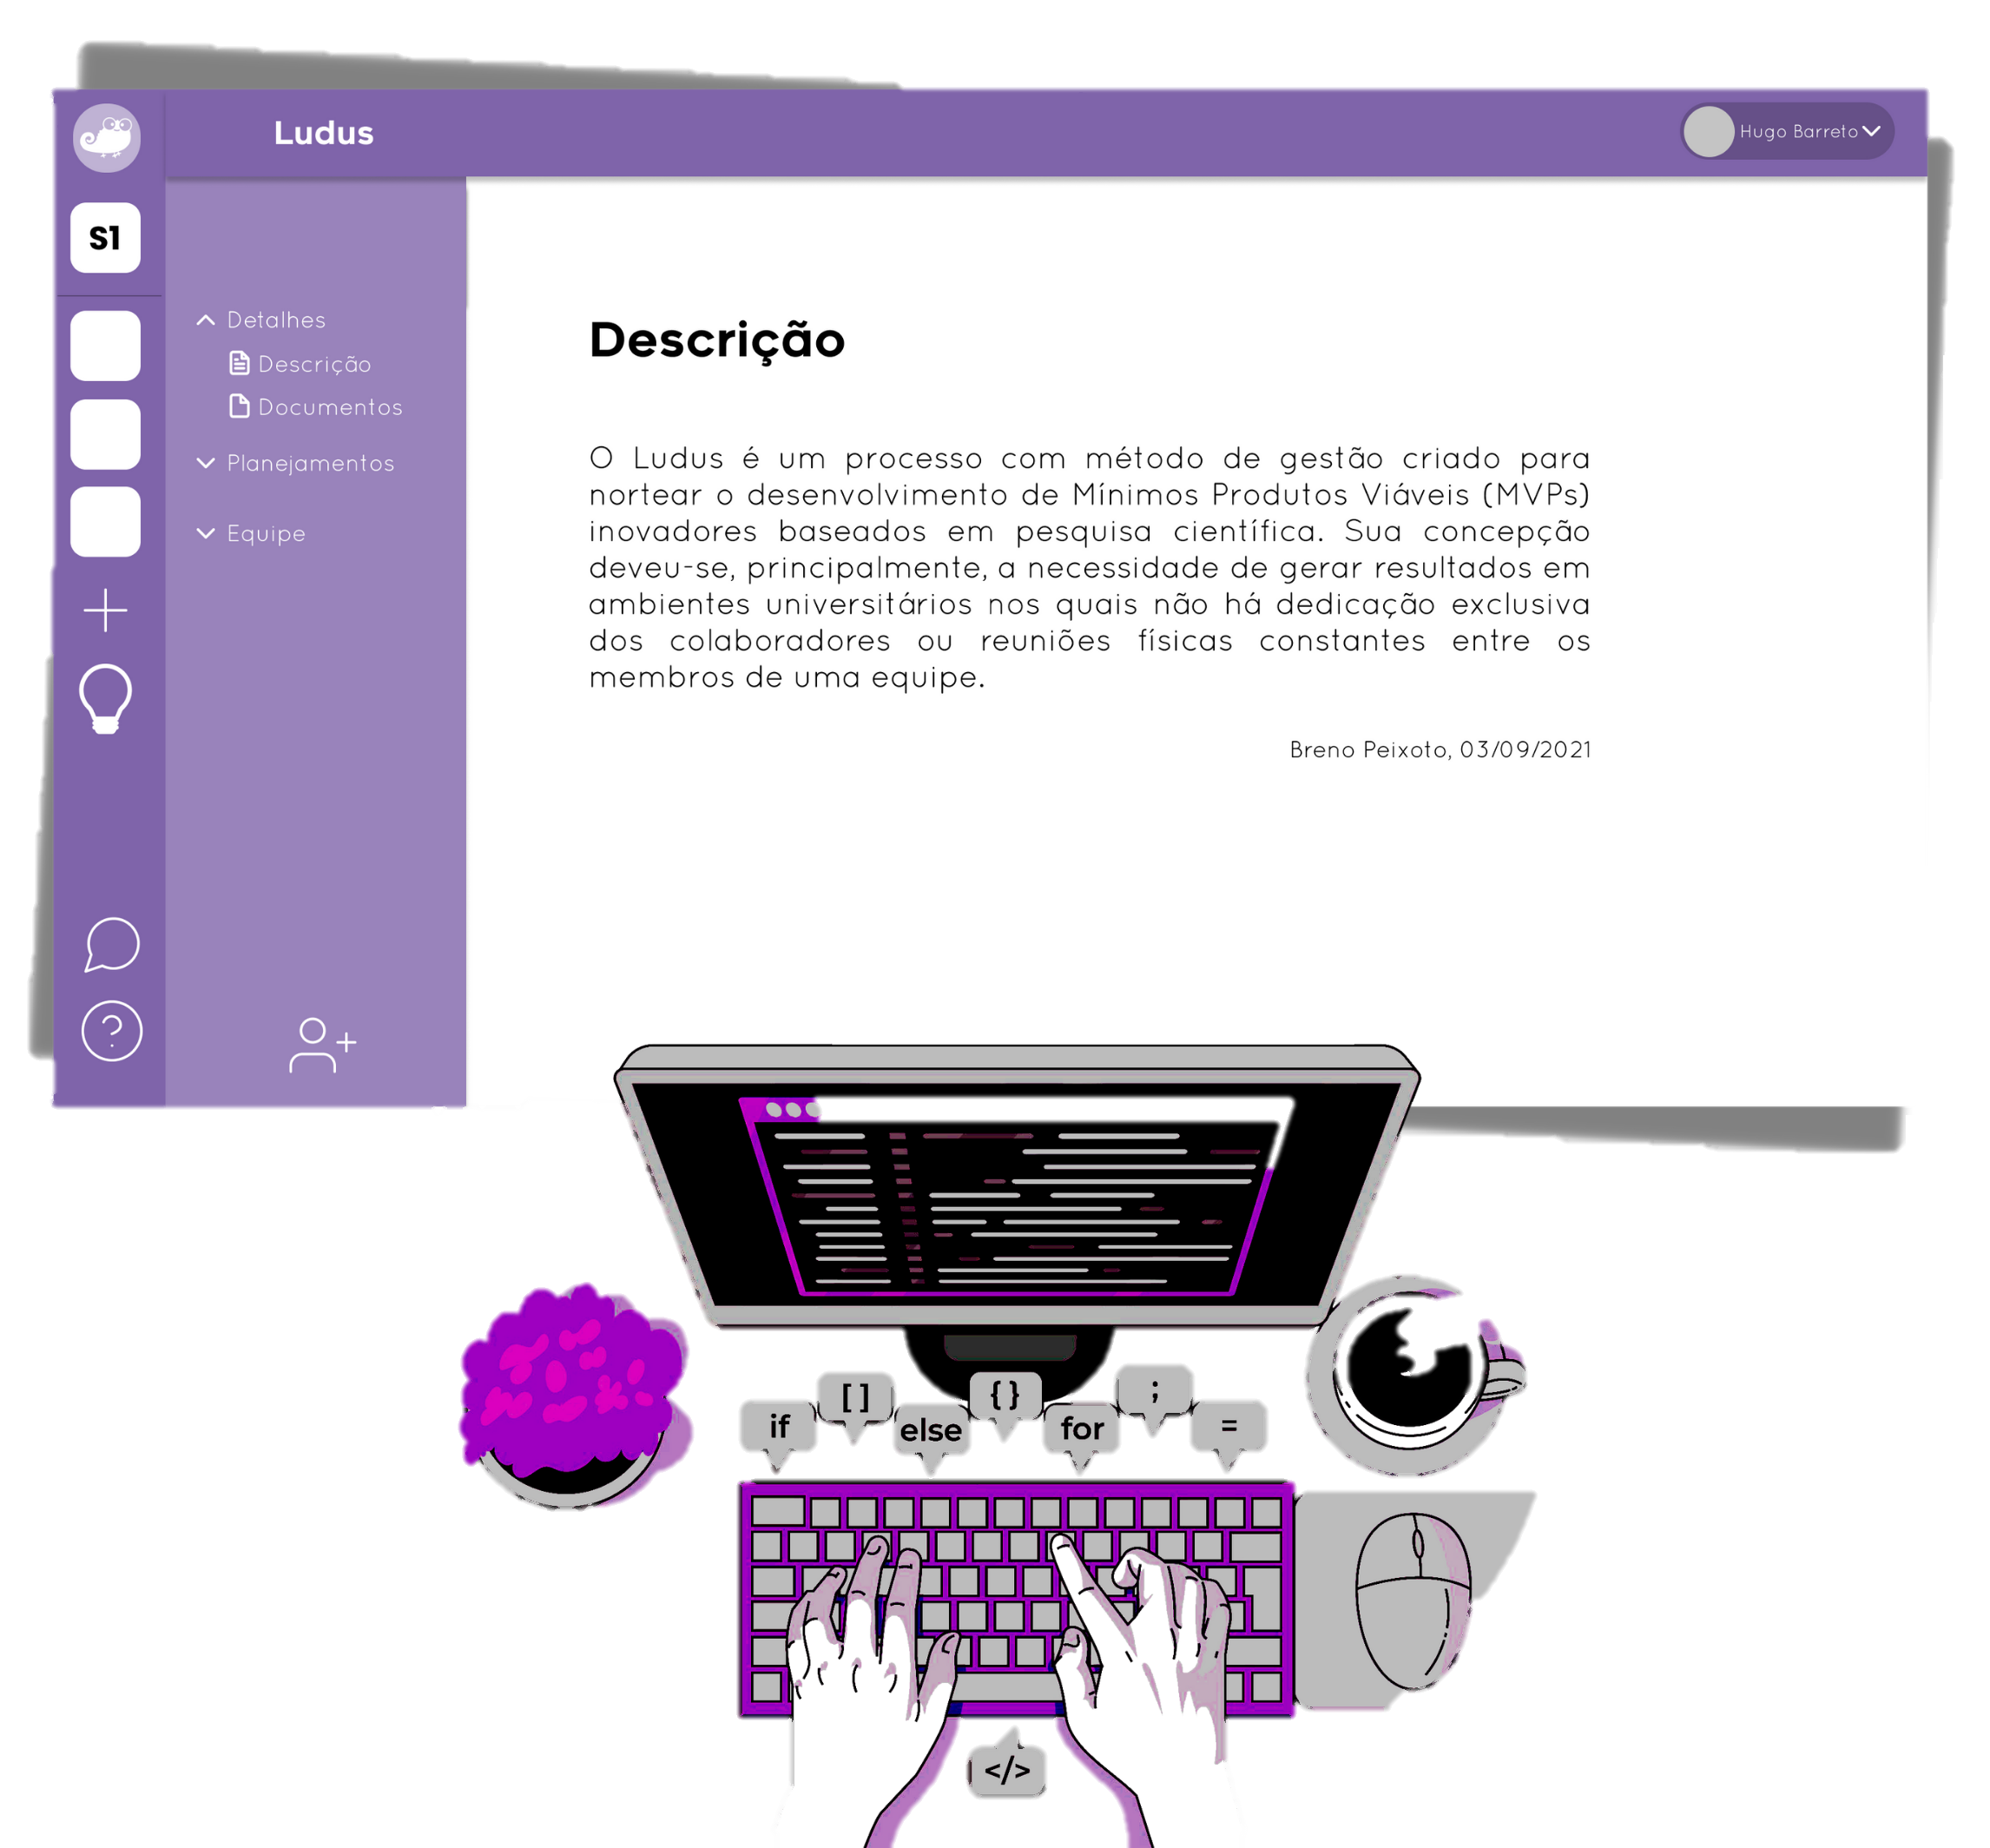 Ludus
Hugo Barreto
S1
Detalhes
Descrição
Documentos
Planejamentos
Equipe
Descrição
O Ludus é um processo com método de gestão criado para
nortear o desenvolvimento de Mínimos Produtos Viáveis (MVPs)
inovadores baseados em pesquisa científica. Sua concepção
deveu-se, principalmente, a necessidade de gerar resultados em
ambientes universitários nos quais não há dedicação exclusiva
dos colaboradores ou reuniões físicas constantes entre os
membros de uma equipe.
Breno Peixoto, 03/09/2021
if
[ ]
else
{ }
for
;
=
</>